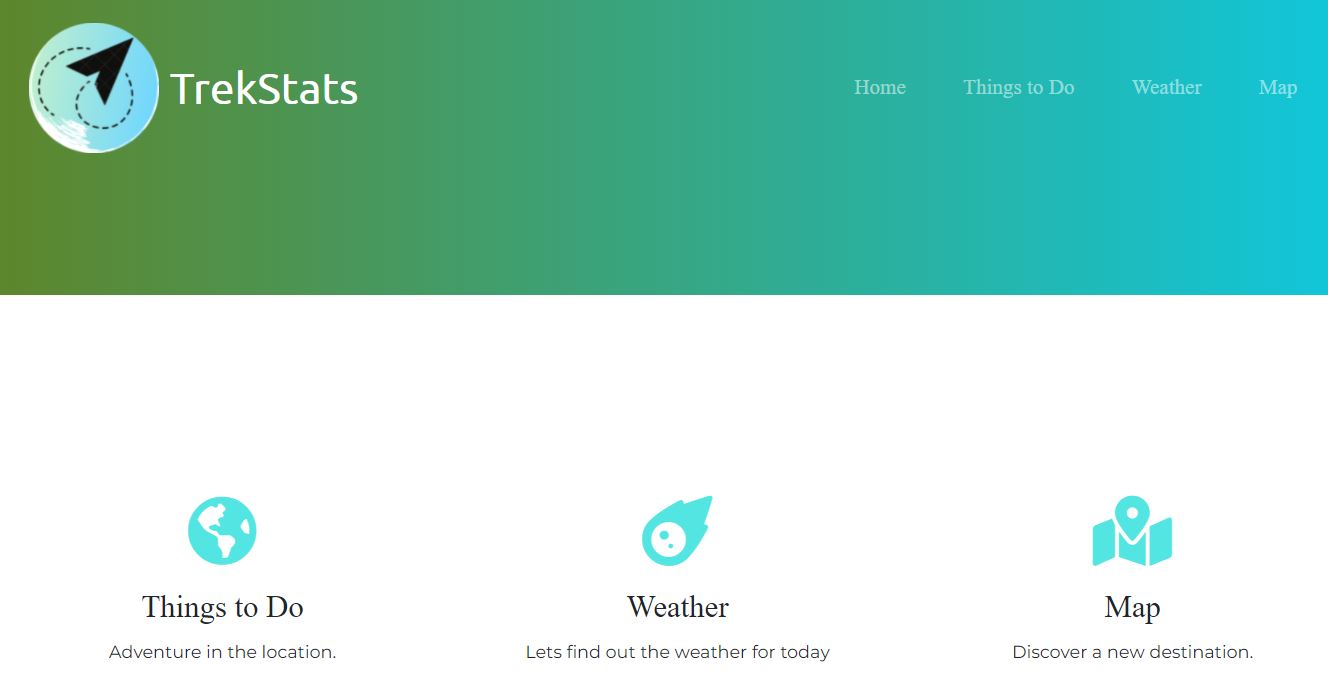 TrekStats
Home Things to Do Weather Map
Things to Do
Adventure in the location.
Weather
Lets find out the weather for today
Map
Discover a new destination.